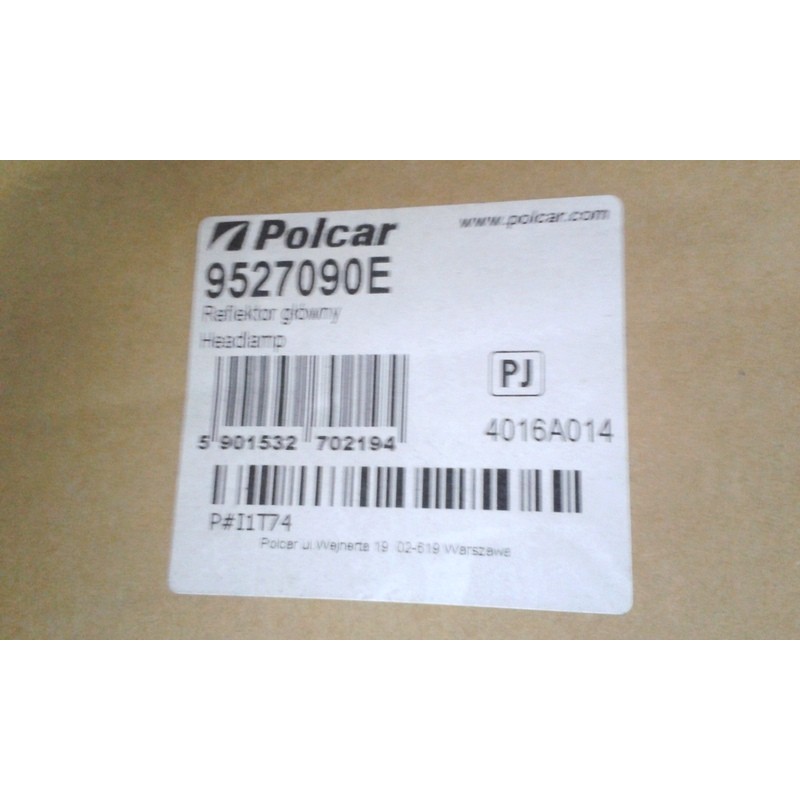 Polcar
www.polcar.com
9527090E
Reflektor główny
Headlamp
PJ
5 901532 702194
4016A014
P#I1T74
Polcar ul.Wejnerta 19 02-619 Warszawa